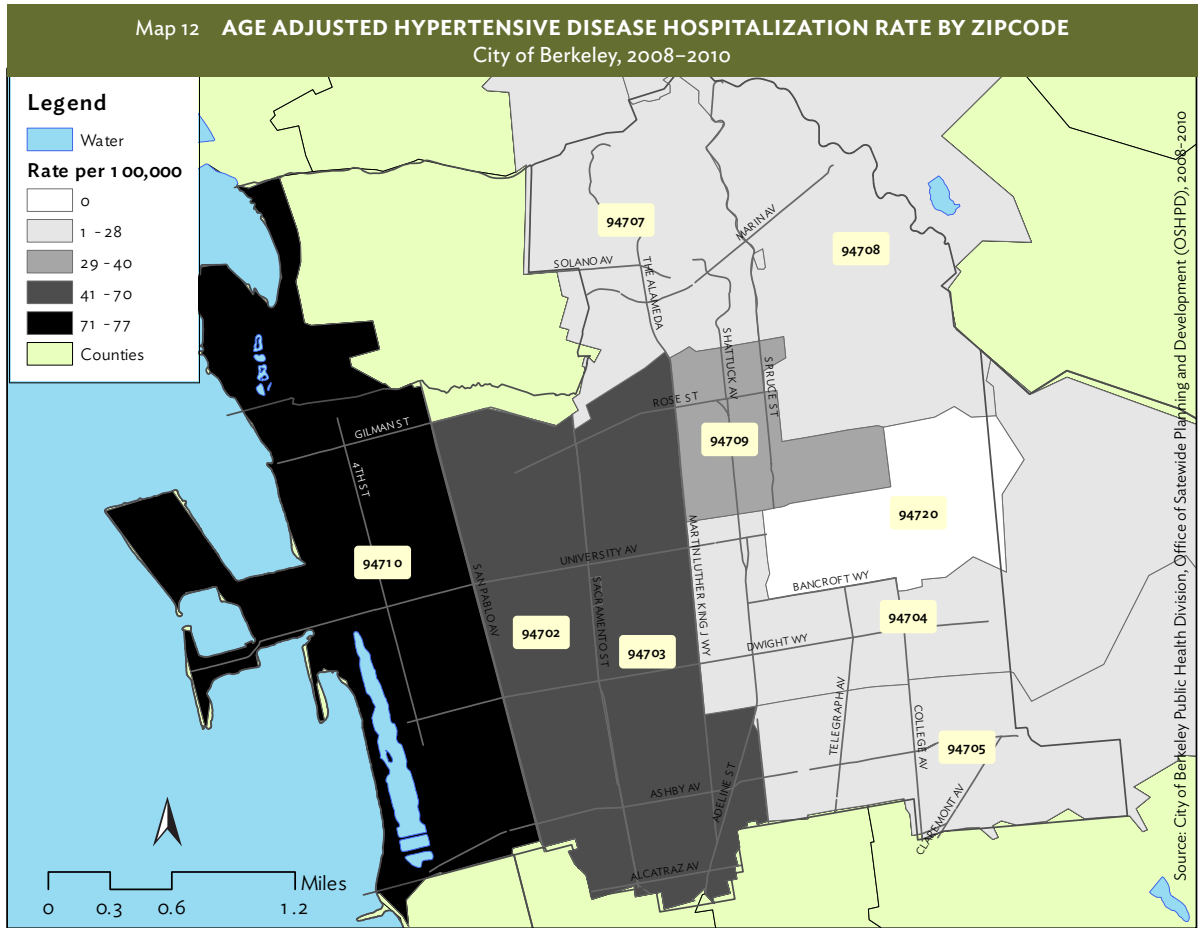 Map 12 AGE ADJUSTED HYPERTENSIVE DISEASE HOSPITALIZATION RATE BY ZIPCODE
City of Berkeley, 2008–2010
Legend
Water
Rate per 100,000
0
1 - 28
29 - 40
41 - 70
71 - 77
Counties
94707
94708
MARIN AV
SOLANO AV
THE ALAMEDA
SHATTUCK AV
SPRUCE ST
ROSE ST
GILMAN ST
94709
4TH ST
94720
MARTIN LUTHER KING J WY
UNIVERSITY AV
94710
SAN PABLO AV
SACRAMENTO ST
BANCROFT WY
94704
94702
94703
DWIGHT WY
TELEGRAPH AV
COLLEGE AV
94705
ASHBY AV
ADELINE ST
CLAREMONT AV
ALCATRAZ AV
Miles
0 0.3 0.6 1.2
Source: City of Berkeley Public Heath Division, Office of Satewide Planning and Development (OSHPD), 2008-2010